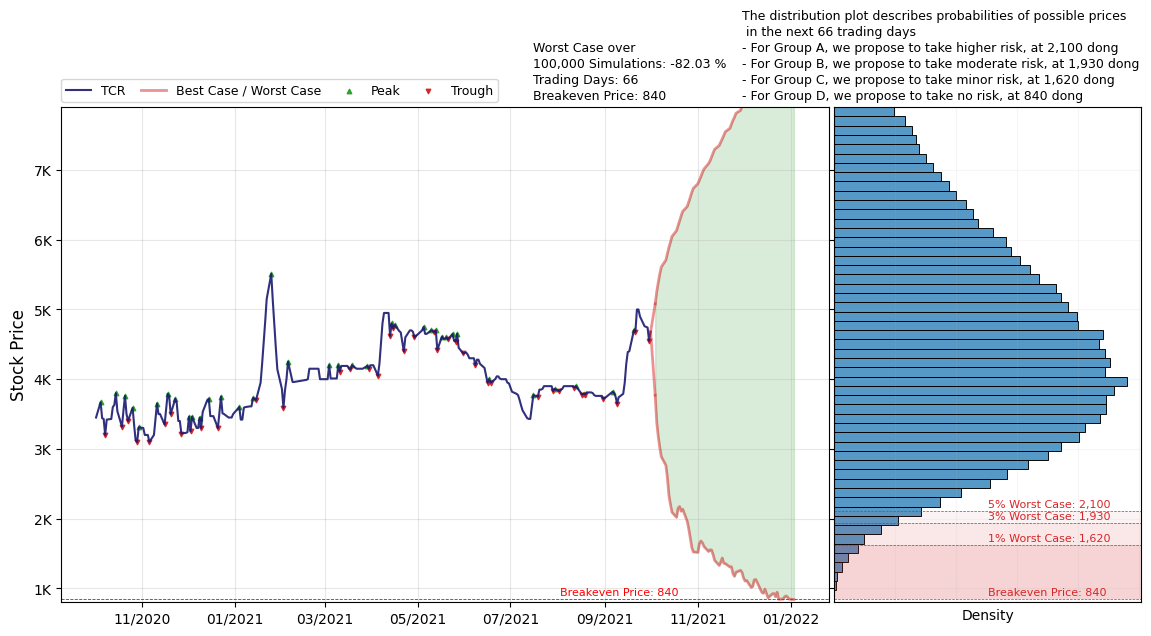 The distribution plot describes probabilities of possible prices
in the next 66 trading days
- For Group A, we propose to take higher risk, at 2,100 dong
- For Group B, we propose to take moderate risk, at 1,930 dong
- For Group C, we propose to take minor risk, at 1,620 dong
- For Group D, we propose to take no risk, at 840 dong
Worst Case over
100,000 Simulations: -82.03 %
Trading Days: 66
Breakeven Price: 840
TCR
Best Case / Worst Case
Peak
Trough
Stock Price
7K
6K
5K
4K
3K
2K
1K
Breakeven Price: 840
11/2020
01/2021
03/2021
05/2021
07/2021
09/2021
11/2021
01/2022
5% Worst Case: 2,100
3% Worst Case: 1,930
1% Worst Case: 1,620
Breakeven Price: 840
Density